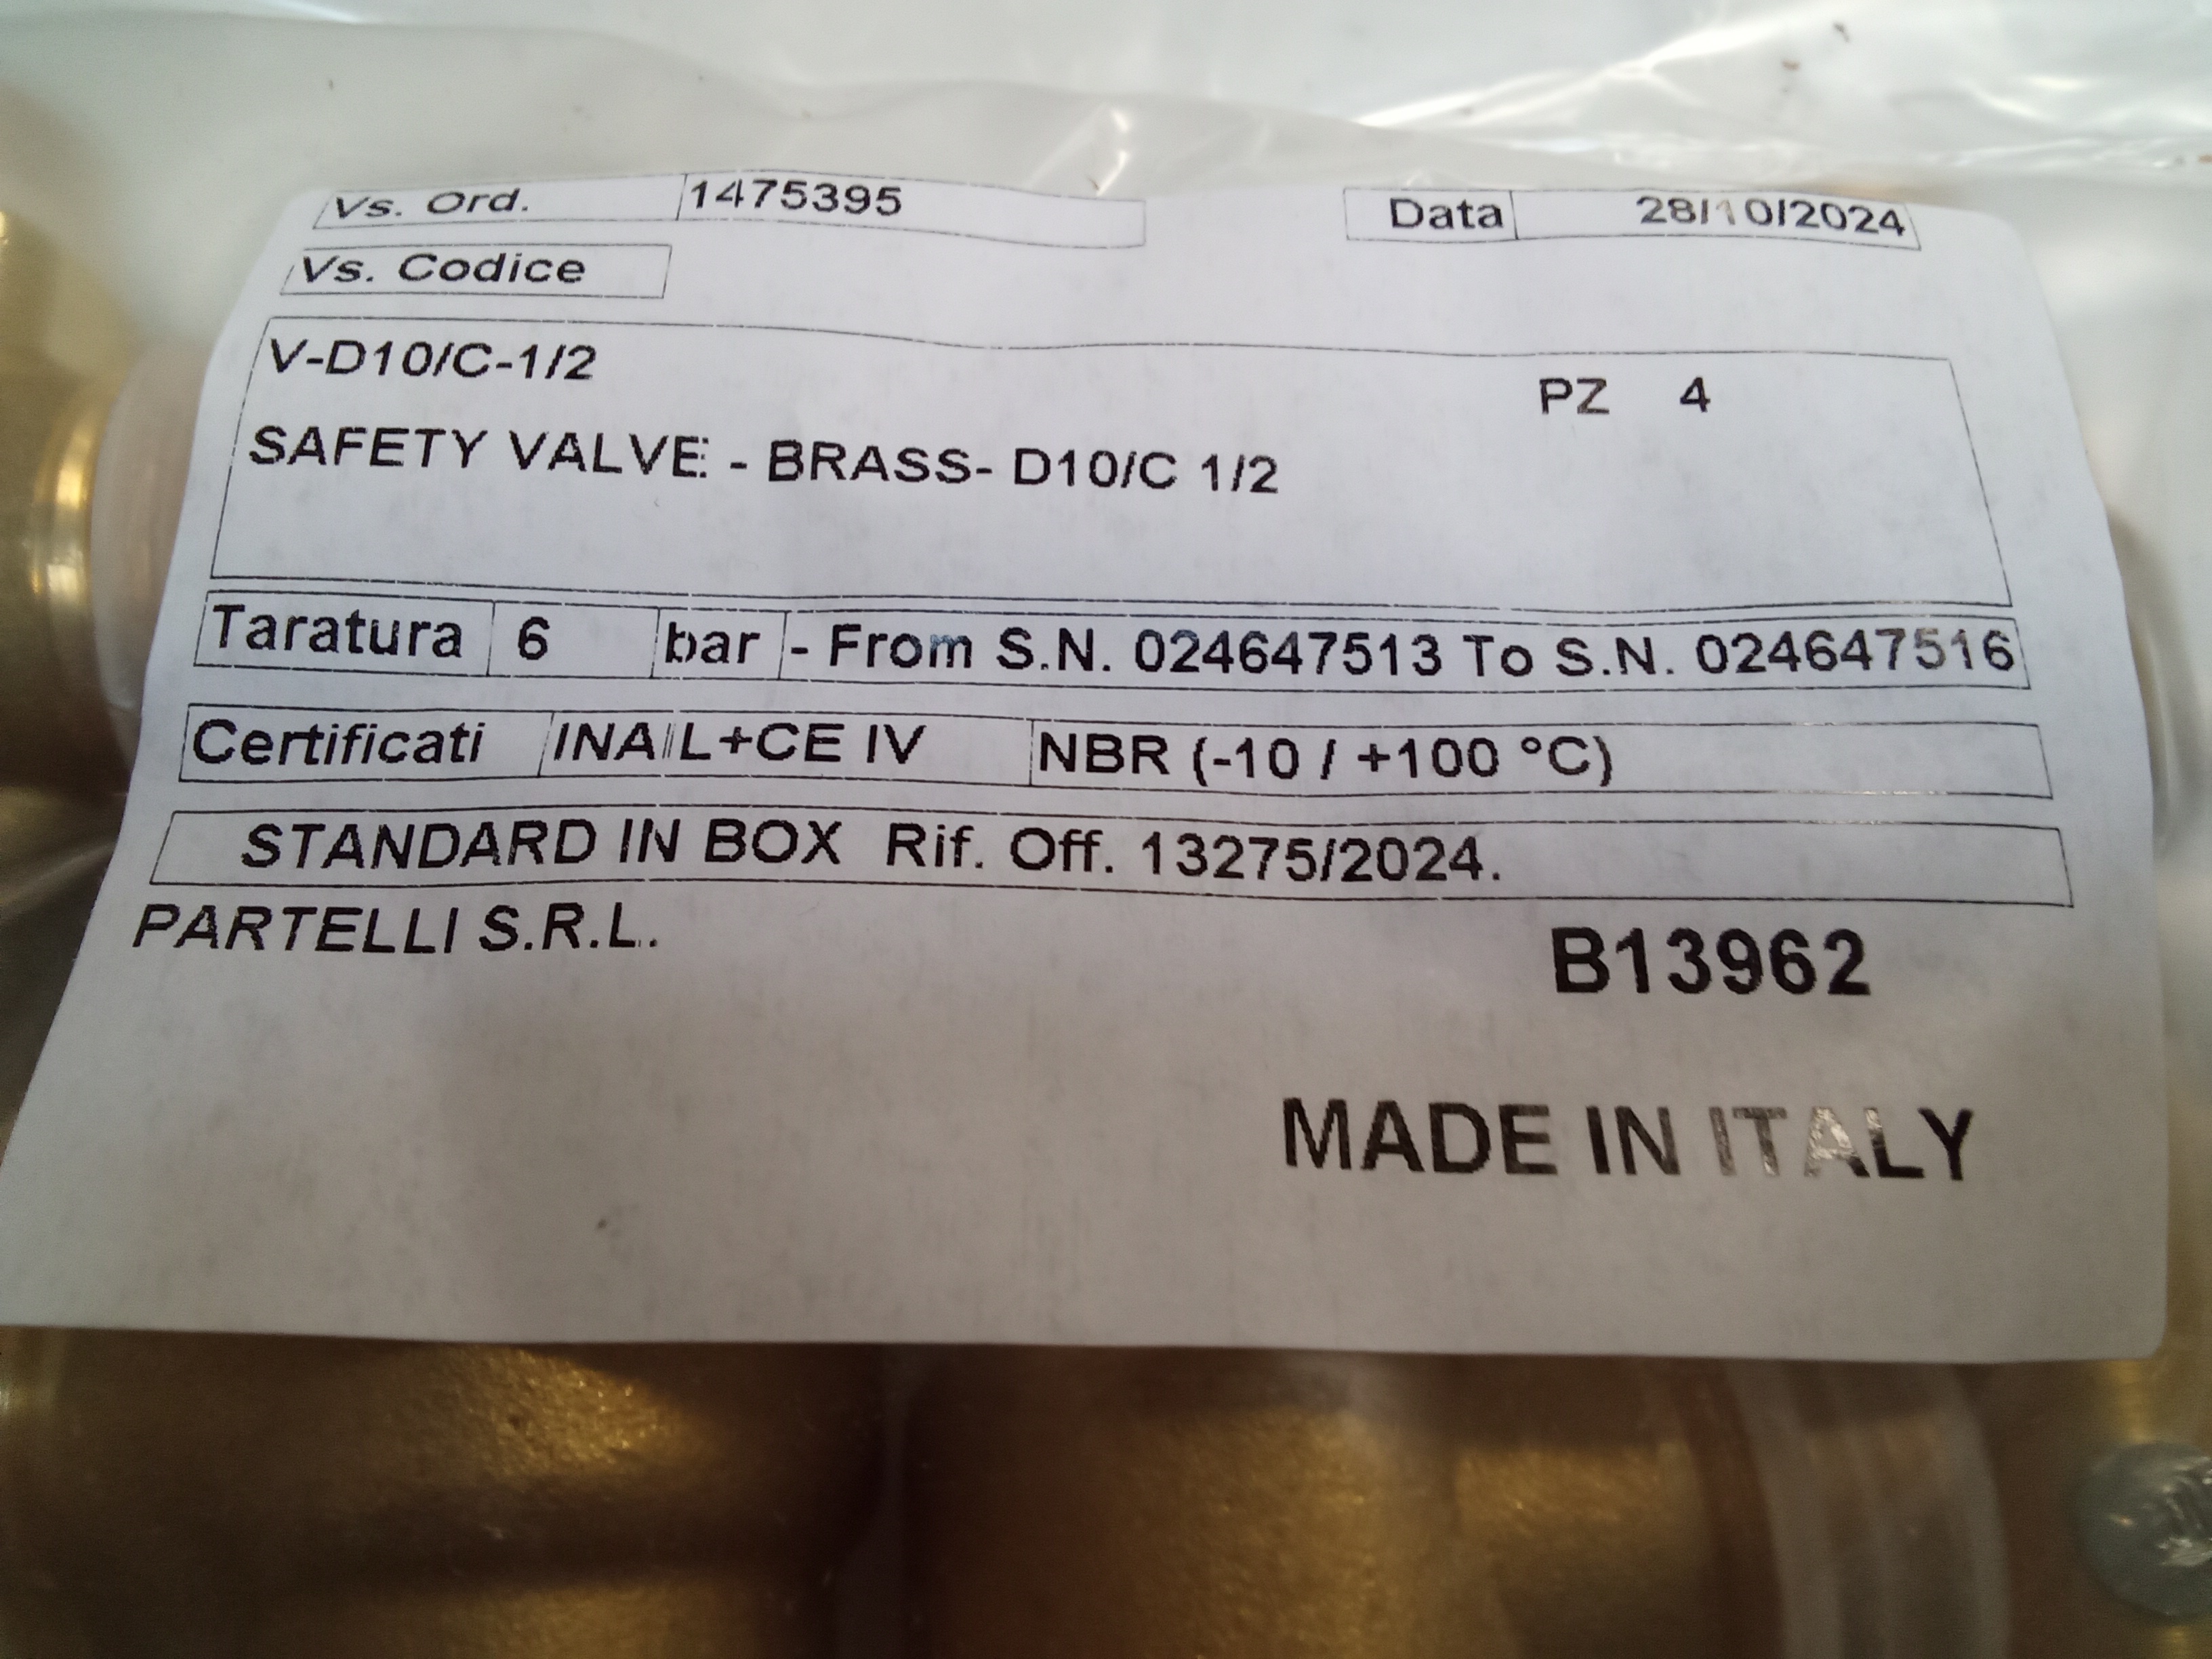 Vs. Ord. 1475395 Data 28/10/2024
Vs. Codice
V-D10/C-1/2 PZ 4
SAFETY VALVE - BRASS- D10/C 1/2
Taratura 6 bar - From S.N. 024647513 To S.N. 024647516
Certificati INAIL+CE IV NBR (-10 / +100 °C)
STANDARD IN BOX Rif. Off. 13275/2024.
PARTELLI S.R.L. B13962
MADE IN ITALY